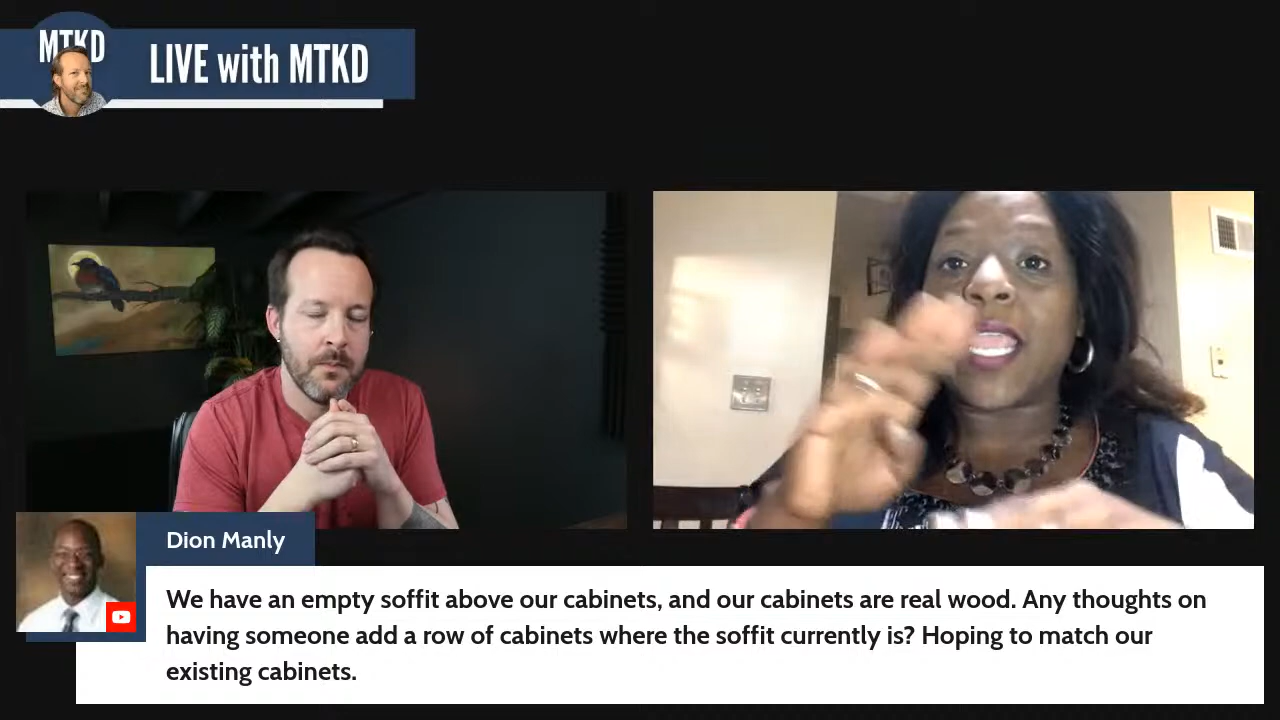 MTKD
LIVE with MTKD
Dion Manly
We have an empty soffit above our cabinets, and our cabinets are real wood. Any thoughts on
having someone add a row of cabinets where the soffit currently is? Hoping to match our
existing cabinets.